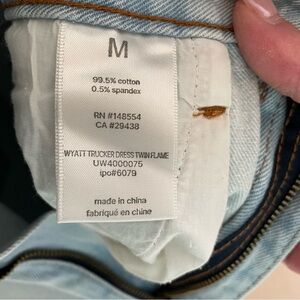 M
99.5% cotton
0.5% spandex
RN #148554
CA #29438
WYATT TRUCKER DRESS TWIN FLAME
UW4000075
ipo#6079
made in china
fabriqué en chine